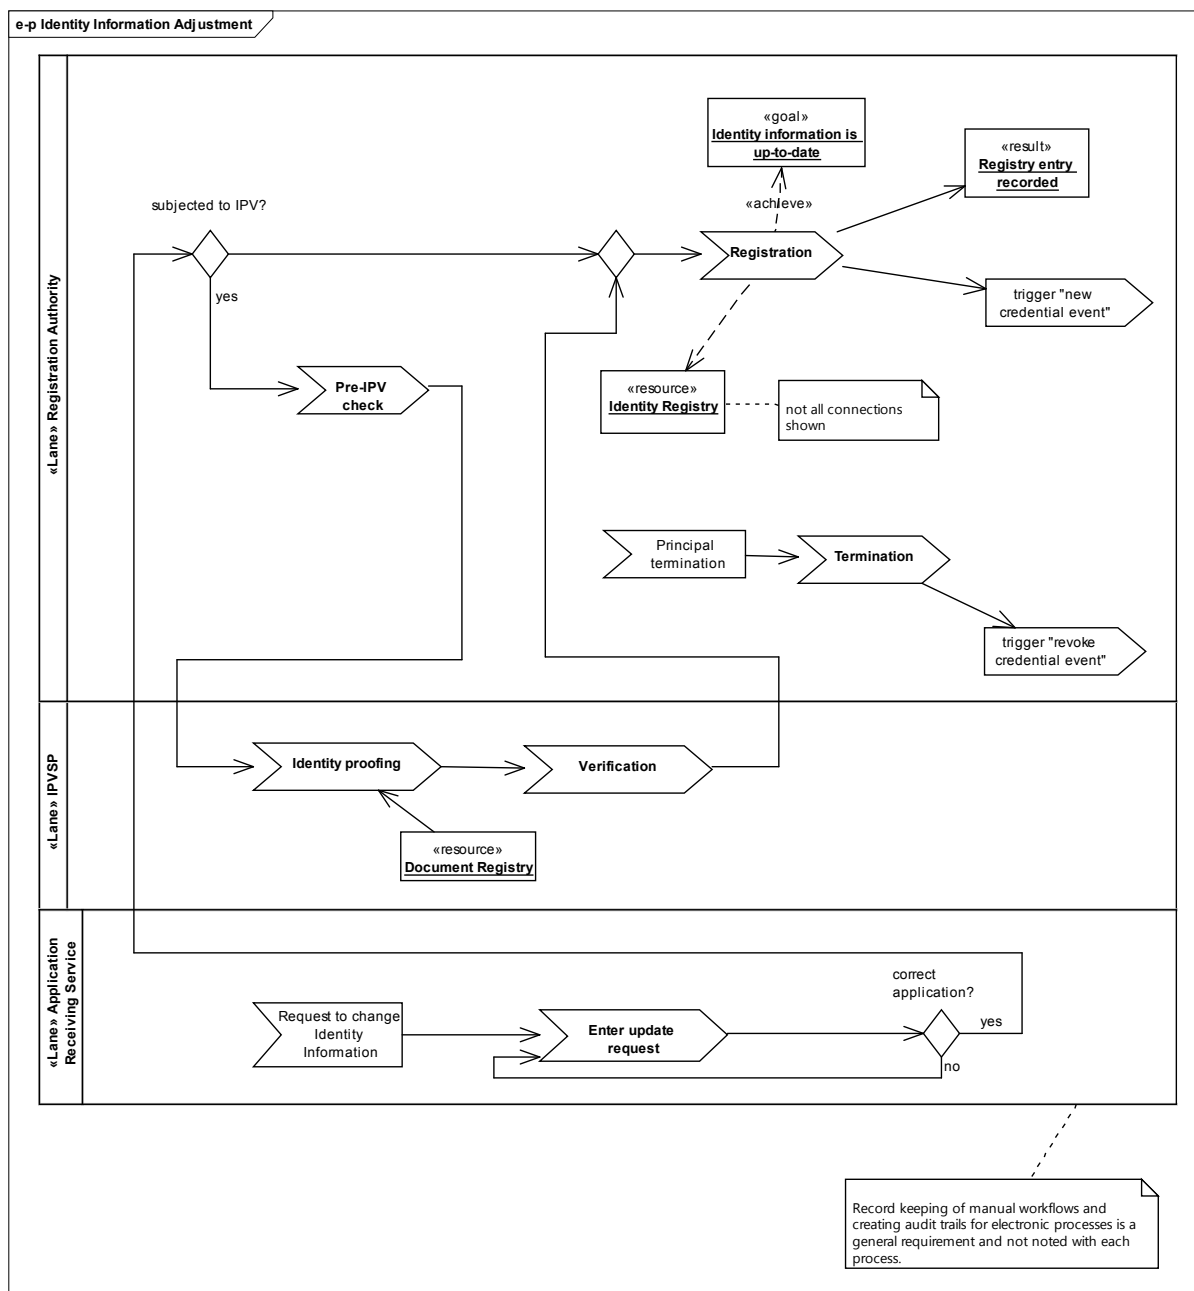 e-p Identity Information Adjustment
«Lane» Registration Authority
«goal»
Identity information is
up-to-date
«result»
Registry entry
recorded
«achieve»
subjected to IPV?
Registration
yes
trigger "new
credential event"
Pre-IPV
check
«resource»
Identity Registry
not all connections
shown
Principal
termination
Termination
trigger "revoke
credential event"
«Lane» IPVSP
Identity proofing
Verification
«resource»
Document Registry
«Lane» Application
Receiving Service
correct
application?
Request to change
Identity
Information
Enter update
request
yes
no
Record keeping of manual workflows and
creating audit trails for electronic processes is a
general requirement and not noted with each
process.